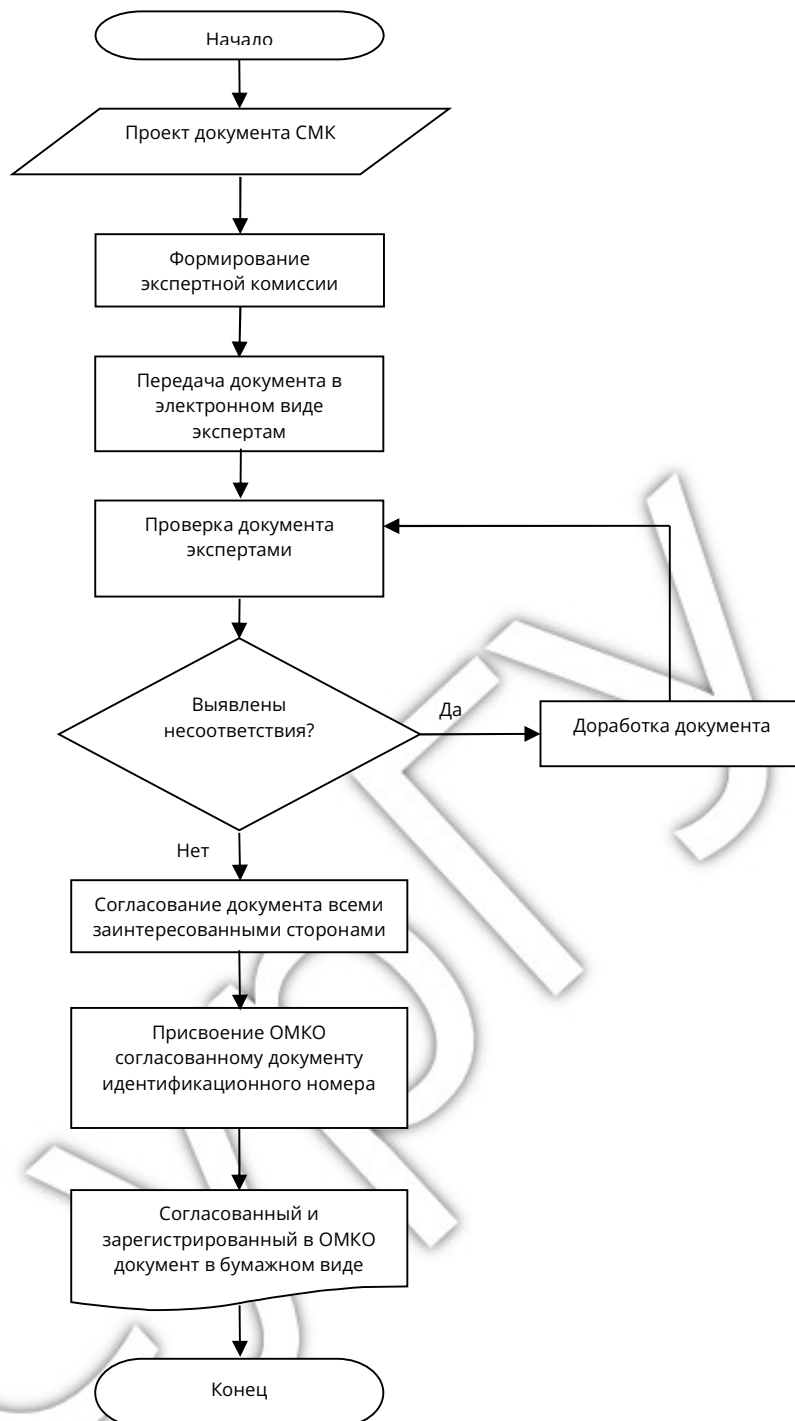 Начало
Проект документа СМК
Формирование
экспертной комиссии
Передача документа в
электронном виде
экспертам
Проверка документа
экспертами
Выявлены
несоответствия?
Да
Доработка документа
Нет
Согласование документа всеми
заинтересованными сторонами
Присвоение ОМКО
согласованному документу
идентификационного номера
Согласованный и
зарегистрированный в ОМКО
документ в бумажном виде
Конец